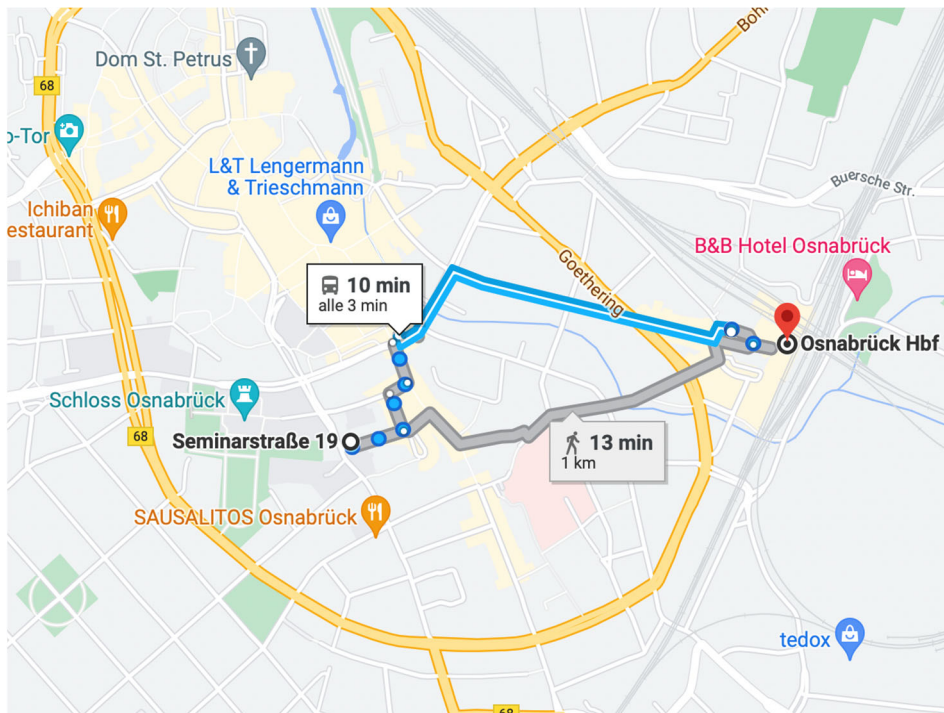 Dom St. Petrus
68
o-Tor
L&T Lengermann
& Trieschmann
Buersche Str.
Ichiban
estaurant
B&B Hotel Osnabrück
Goethering
10 min
alle 3 min
Osnabrück Hbf
Schloss Osnabrück
Seminarstraße 19
68
13 min
1 km
SAUSALITOS Osnabrück
tedox
68